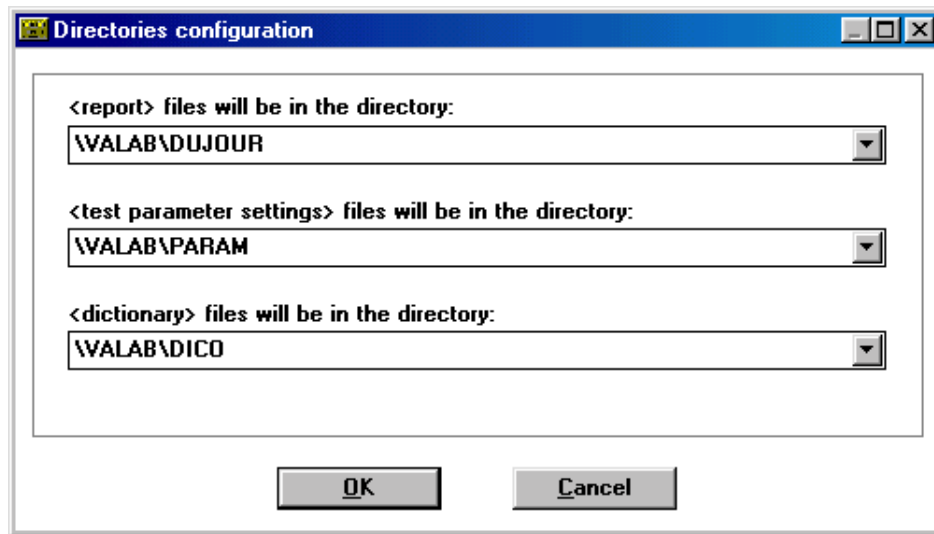 Directories configuration
<report> files will be in the directory:
\VALAB\DUJOUR
<test parameter settings> files will be in the directory:
\VALAB\PARAM
<dictionary> files will be in the directory:
\VALAB\DICO
OK
Cancel